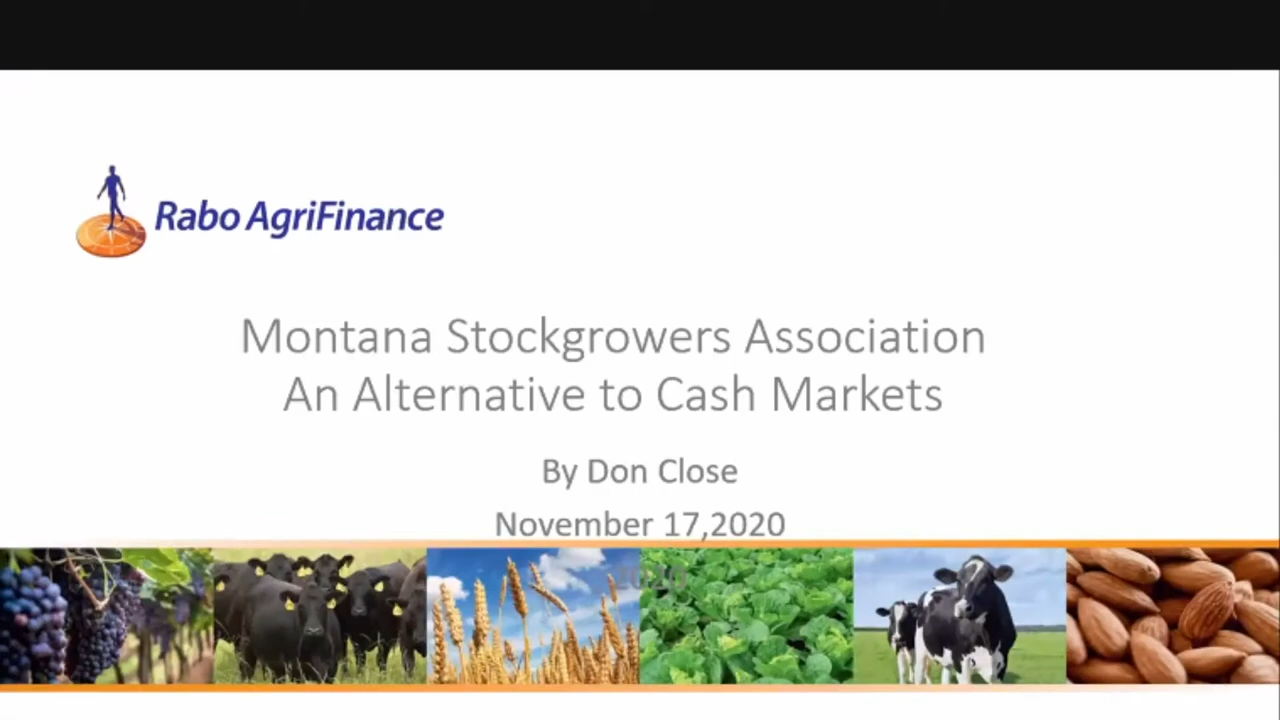 Rabo AgriFinance
Montana Stockgrowers Association
An Alternative to Cash Markets
By Don Close
November 17,2020